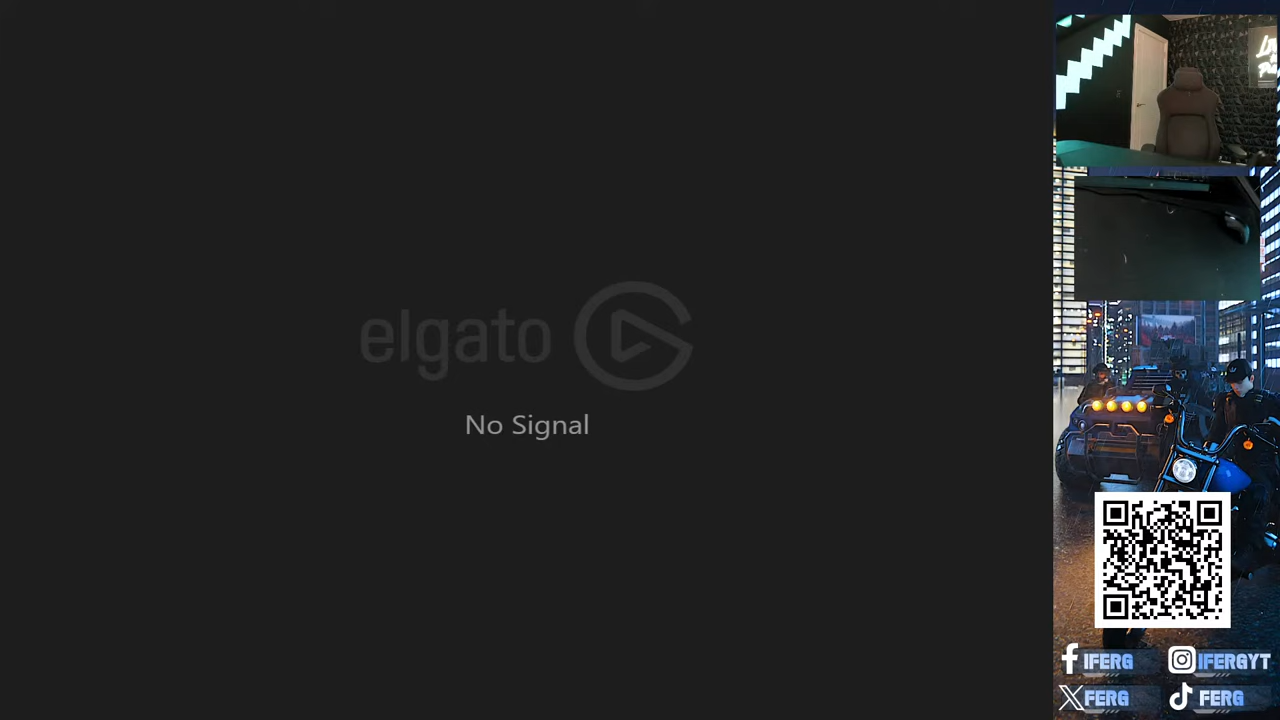 elgato
No Signal
IFERG
IFERGYT
FERG
FERG